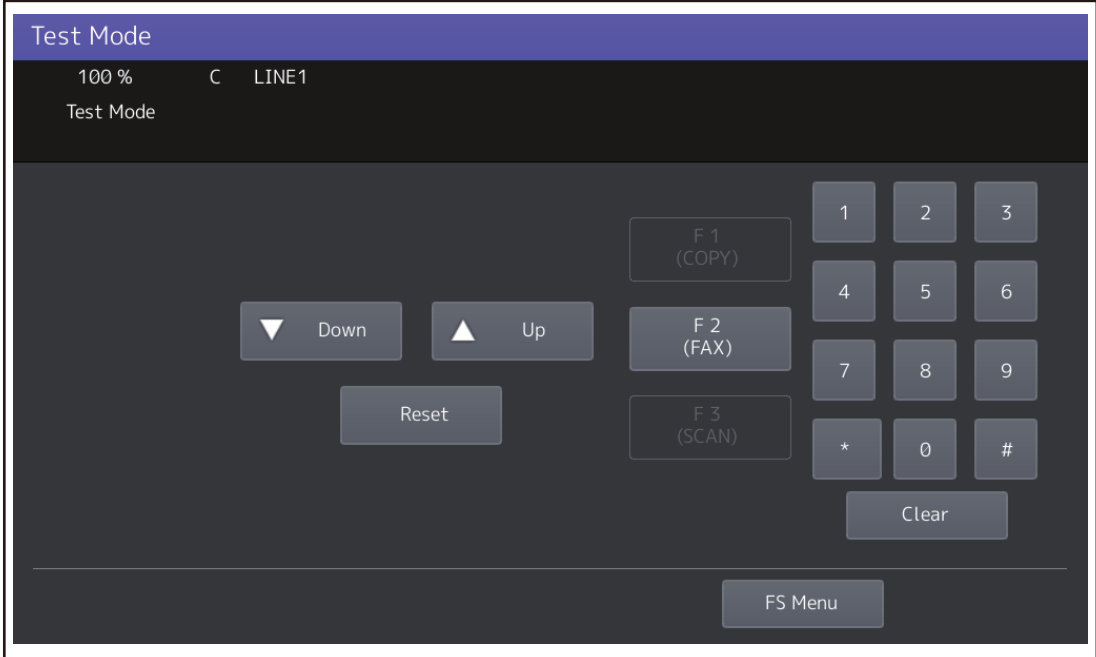 Test Mode
100 % C LINE1
Test Mode
1 2 3
F 1
(COPY)
4 5 6
▼ Down ▲ Up
F 2
(FAX)
7 8 9
Reset
F 3
(SCAN)
* 0 #
Clear
FS Menu